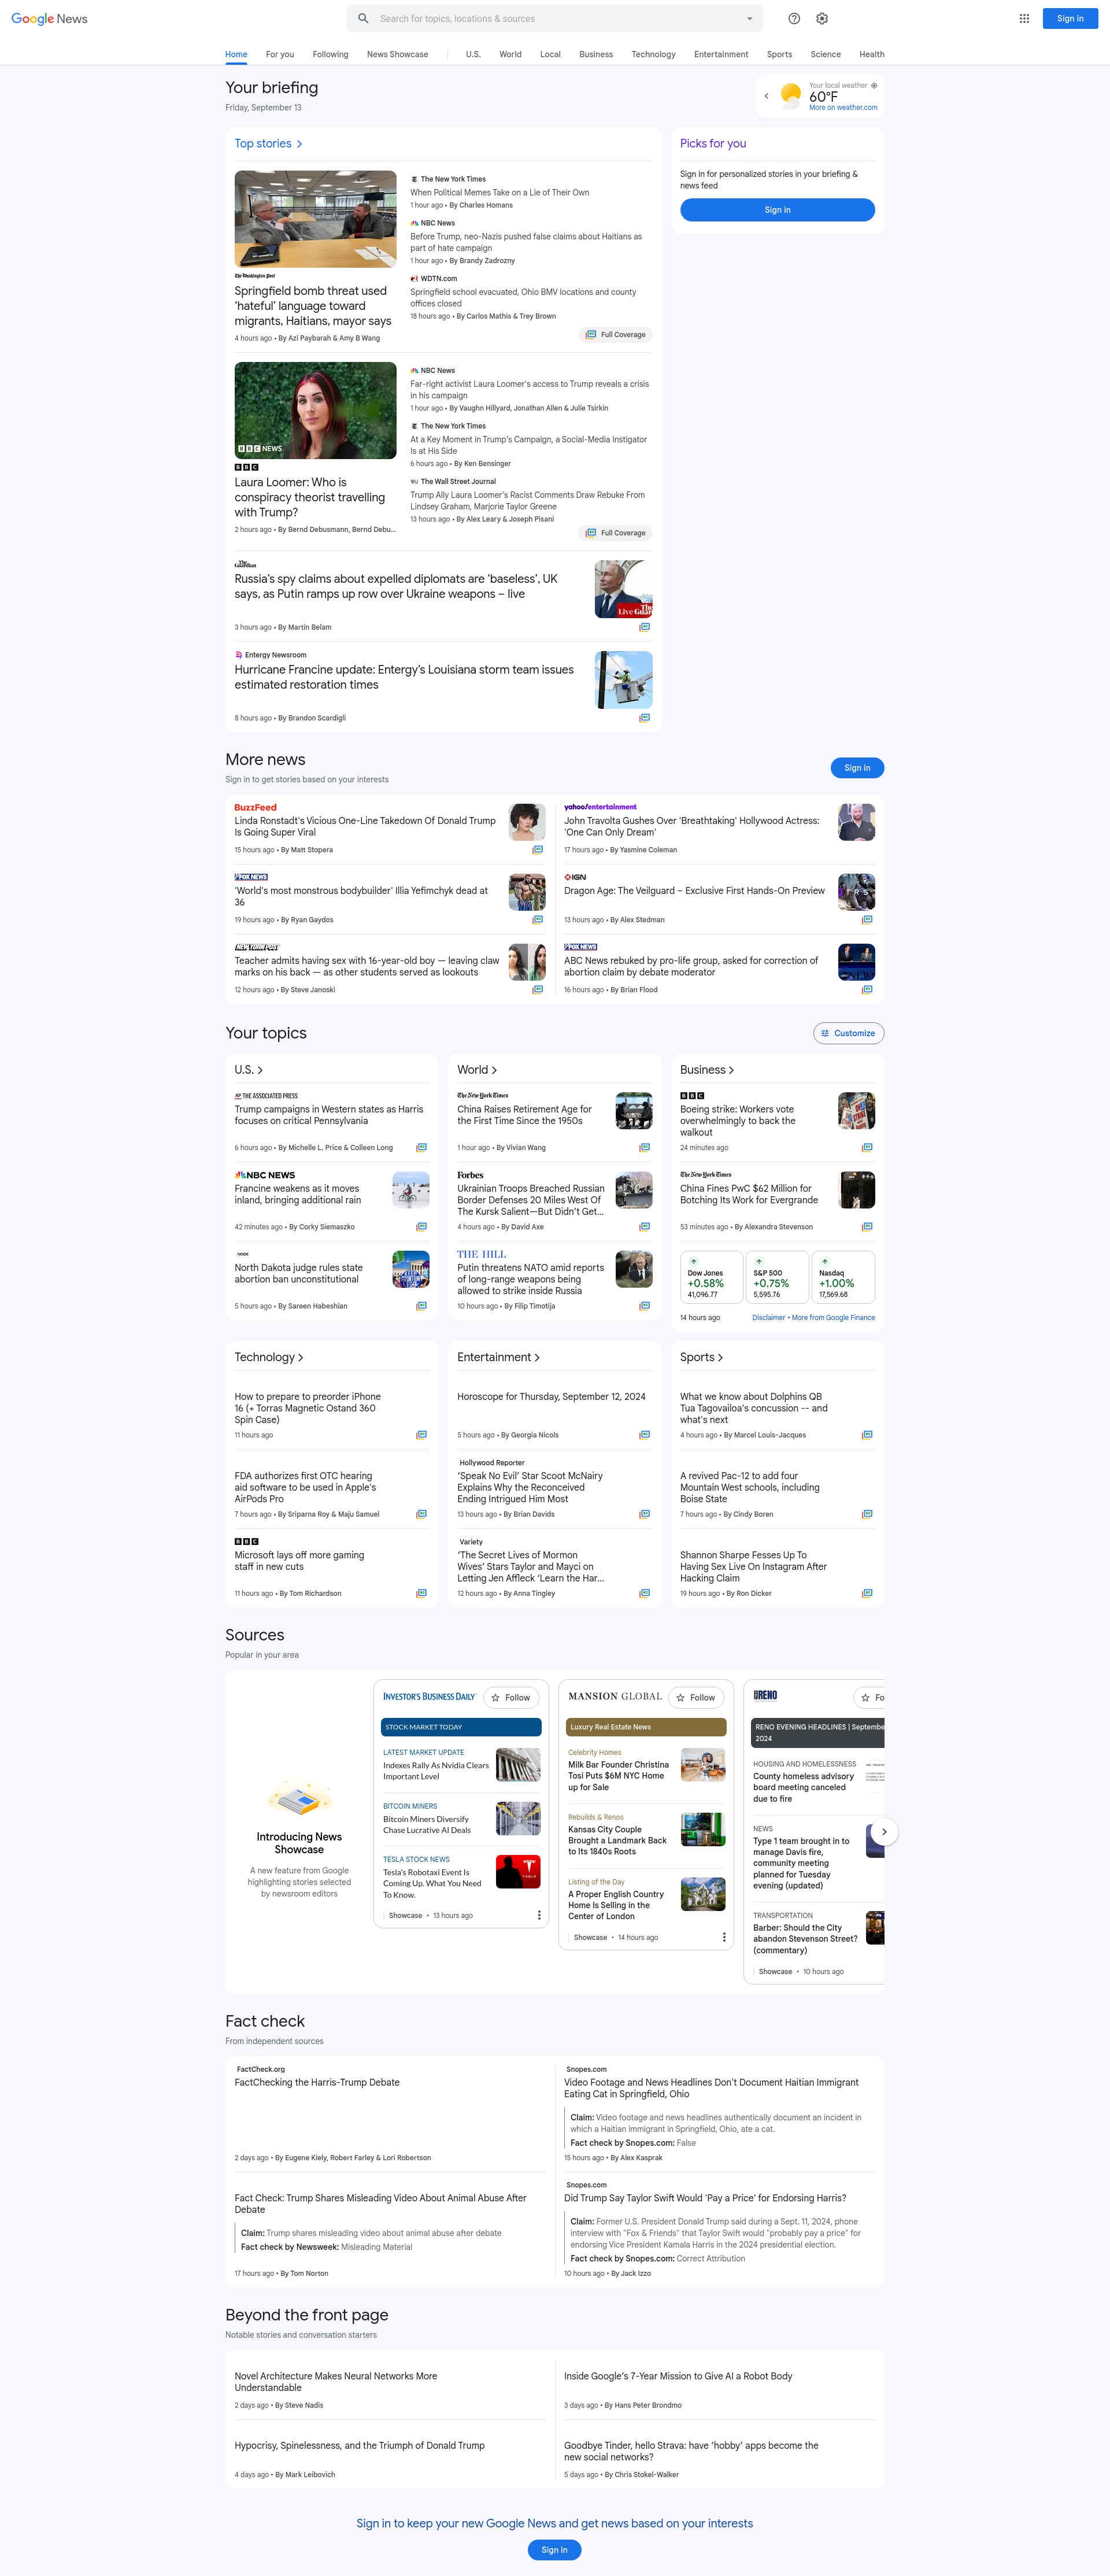 Google News
Search for topics, locations & sources
Sign in
Home
For you
Following
News Showcase
U.S.
World
Local
Business
Technology
Entertainment
Sports
Science
Health
Your briefing
Friday, September 13
Your local weather
60°F
More on weather.com
Top stories
The Washington Post
Springfield bomb threat used
'hateful' language toward
migrants, Haitians, mayor says
4 hours ago • By Azi Paybarah & Amy B Wang
The New York Times
When Political Memes Take on a Lie of Their Own
1 hour ago • By Charles Homans
NBC News
Before Trump, neo-Nazis pushed false claims about Haitians as
part of hate campaign
1 hour ago • By Brandy Zadrozny
WDTN.com
Springfield school evacuated, Ohio BMV locations and county
offices closed
18 hours ago • By Carlos Mathis & Trey Brown
Full Coverage
BBC NEWS
BBC
Laura Loomer: Who is
conspiracy theorist travelling
with Trump?
2 hours ago • By Bernd Debusmann, Bernd Debu...
NBC News
Far-right activist Laura Loomer's access to Trump reveals a crisis
in his campaign
1 hour ago • By Vaughn Hillyard, Jonathan Allen & Julie Tsirkin
The New York Times
At a Key Moment in Trump's Campaign, a Social-Media Instigator
Is at His Side
6 hours ago • By Ken Bensinger
WSJ The Wall Street Journal
Trump Ally Laura Loomer's Racist Comments Draw Rebuke From
Lindsey Graham, Marjorie Taylor Greene
13 hours ago • By Alex Leary & Joseph Pisani
Full Coverage
The Guardian
Russia's spy claims about expelled diplomats are 'baseless', UK
says, as Putin ramps up row over Ukraine weapons – live
3 hours ago • By Martin Belam
Live
Entergy Newsroom
Hurricane Francine update: Entergy's Louisiana storm team issues
estimated restoration times
8 hours ago • By Brandon Scardigli
Picks for you
Sign in for personalized stories in your briefing &
news feed
Sign in
More news
Sign in to get stories based on your interests
Sign in
BuzzFeed
Linda Ronstadt's Vicious One-Line Takedown Of Donald Trump
Is Going Super Viral
15 hours ago • By Matt Stopera
yahoo!entertainment
John Travolta Gushes Over 'Breathtaking' Hollywood Actress:
'One Can Only Dream'
17 hours ago • By Yasmine Coleman
FOX NEWS
'World's most monstrous bodybuilder' Illia Yefimchyk dead at
36
19 hours ago • By Ryan Gaydos
IGN
Dragon Age: The Veilguard – Exclusive First Hands-On Preview
13 hours ago • By Alex Stedman
NEW YORK POST
Teacher admits having sex with 16-year-old boy — leaving claw
marks on his back — as other students served as lookouts
12 hours ago • By Steve Janoski
FOX NEWS
ABC News rebuked by pro-life group, asked for correction of
abortion claim by debate moderator
16 hours ago • By Brian Flood
Your topics
Customize
U.S.
AP THE ASSOCIATED PRESS
Trump campaigns in Western states as Harris
focuses on critical Pennsylvania
6 hours ago • By Michelle L. Price & Colleen Long
NBC NEWS
Francine weakens as it moves
inland, bringing additional rain
42 minutes ago • By Corky Siemaszko
AXIOS
North Dakota judge rules state
abortion ban unconstitutional
5 hours ago • By Sareen Habeshian
World
The New York Times
China Raises Retirement Age for
the First Time Since the 1950s
1 hour ago • By Vivian Wang
Forbes
Ukrainian Troops Breached Russian
Border Defenses 20 Miles West Of
The Kursk Salient—But Didn't Get...
4 hours ago • By David Axe
THE HILL
Putin threatens NATO amid reports
of long-range weapons being
allowed to strike inside Russia
10 hours ago • By Filip Timotija
Business
BBC
Boeing strike: Workers vote
overwhelmingly to back the
walkout
24 minutes ago
The New York Times
China Fines PwC $62 Million for
Botching Its Work for Evergrande
53 minutes ago • By Alexandra Stevenson
Dow Jones
+0.58%
41,096.77
S&P 500
+0.75%
5,595.76
Nasdaq
+1.00%
17,569.68
14 hours ago
Disclaimer • More from Google Finance
Technology
How to prepare to preorder iPhone
16 (+ Torras Magnetic Ostand 360
Spin Case)
11 hours ago
FDA authorizes first OTC hearing
aid software to be used in Apple's
AirPods Pro
7 hours ago • By Sriparna Roy & Maju Samuel
BBC
Microsoft lays off more gaming
staff in new cuts
11 hours ago • By Tom Richardson
Entertainment
Horoscope for Thursday, September 12, 2024
5 hours ago • By Georgia Nicols
Hollywood Reporter
'Speak No Evil' Star Scoot McNairy
Explains Why the Reconceived
Ending Intrigued Him Most
13 hours ago • By Brian Davids
Variety
'The Secret Lives of Mormon
Wives' Stars Taylor and Mayci on
Letting Jen Affleck 'Learn the Har...
12 hours ago • By Anna Tingley
Sports
What we know about Dolphins QB
Tua Tagovailoa's concussion -- and
what's next
4 hours ago • By Marcel Louis-Jacques
A revived Pac-12 to add four
Mountain West schools, including
Boise State
7 hours ago • By Cindy Boren
Shannon Sharpe Fesses Up To
Having Sex Live On Instagram After
Hacking Claim
19 hours ago • By Ron Dicker
Sources
Popular in your area
Introducing News
Showcase
A new feature from Google
highlighting stories selected
by newsroom editors
INVESTOR'S BUSINESS DAILY
Follow
STOCK MARKET TODAY
LATEST MARKET UPDATE
Indexes Rally As Nvidia Clears
Important Level
BITCOIN MINERS
Bitcoin Miners Diversify
Chase Lucrative AI Deals
TESLA STOCK NEWS
Tesla's Robotaxi Event Is
Coming Up. What You Need
To Know.
TESLA
Showcase • 13 hours ago
MANSION GLOBAL
Follow
Luxury Real Estate News
Celebrity Homes
Milk Bar Founder Christina
Tosi Puts $6M NYC Home
up for Sale
Rebuilds & Renos
Kansas City Couple
Brought a Landmark Back
to Its 1840s Roots
Listing of the Day
A Proper English Country
Home Is Selling in the
Center of London
Showcase • 14 hours ago
RENO
Fo
RENO EVENING HEADLINES | Septembe
2024
HOUSING AND HOMELESSNESS
County homeless advisory
board meeting canceled
due to fire
NEWS
Type 1 team brought in to
manage Davis fire,
community meeting
planned for Tuesday
evening (updated)
TRANSPORTATION
Barber: Should the City
abandon Stevenson Street?
(commentary)
Showcase • 10 hours ago
Fact check
From independent sources
FactCheck.org
FactChecking the Harris-Trump Debate
2 days ago • By Eugene Kiely, Robert Farley & Lori Robertson
Snopes.com
Video Footage and News Headlines Don't Document Haitian Immigrant
Eating Cat in Springfield, Ohio
Claim: Video footage and news headlines authentically document an incident in
which a Haitian immigrant in Springfield, Ohio, ate a cat.
Fact check by Snopes.com: False
15 hours ago • By Alex Kasprak
Fact Check: Trump Shares Misleading Video About Animal Abuse After
Debate
Claim: Trump shares misleading video about animal abuse after debate
Fact check by Newsweek: Misleading Material
17 hours ago • By Tom Norton
Snopes.com
Did Trump Say Taylor Swift Would 'Pay a Price' for Endorsing Harris?
Claim: Former U.S. President Donald Trump said during a Sept. 11, 2024, phone
interview with "Fox & Friends" that Taylor Swift would "probably pay a price" for
endorsing Vice President Kamala Harris in the 2024 presidential election.
Fact check by Snopes.com: Correct Attribution
10 hours ago • By Jack Izzo
Beyond the front page
Notable stories and conversation starters
Novel Architecture Makes Neural Networks More
Understandable
2 days ago • By Steve Nadis
Inside Google's 7-Year Mission to Give AI a Robot Body
3 days ago • By Hans Peter Brondmo
Hypocrisy, Spinelessness, and the Triumph of Donald Trump
4 days ago • By Mark Leibovich
Goodbye Tinder, hello Strava: have 'hobby' apps become the
new social networks?
5 days ago • By Chris Stokel-Walker
Sign in to keep your new Google News and get news based on your interests
Sign in